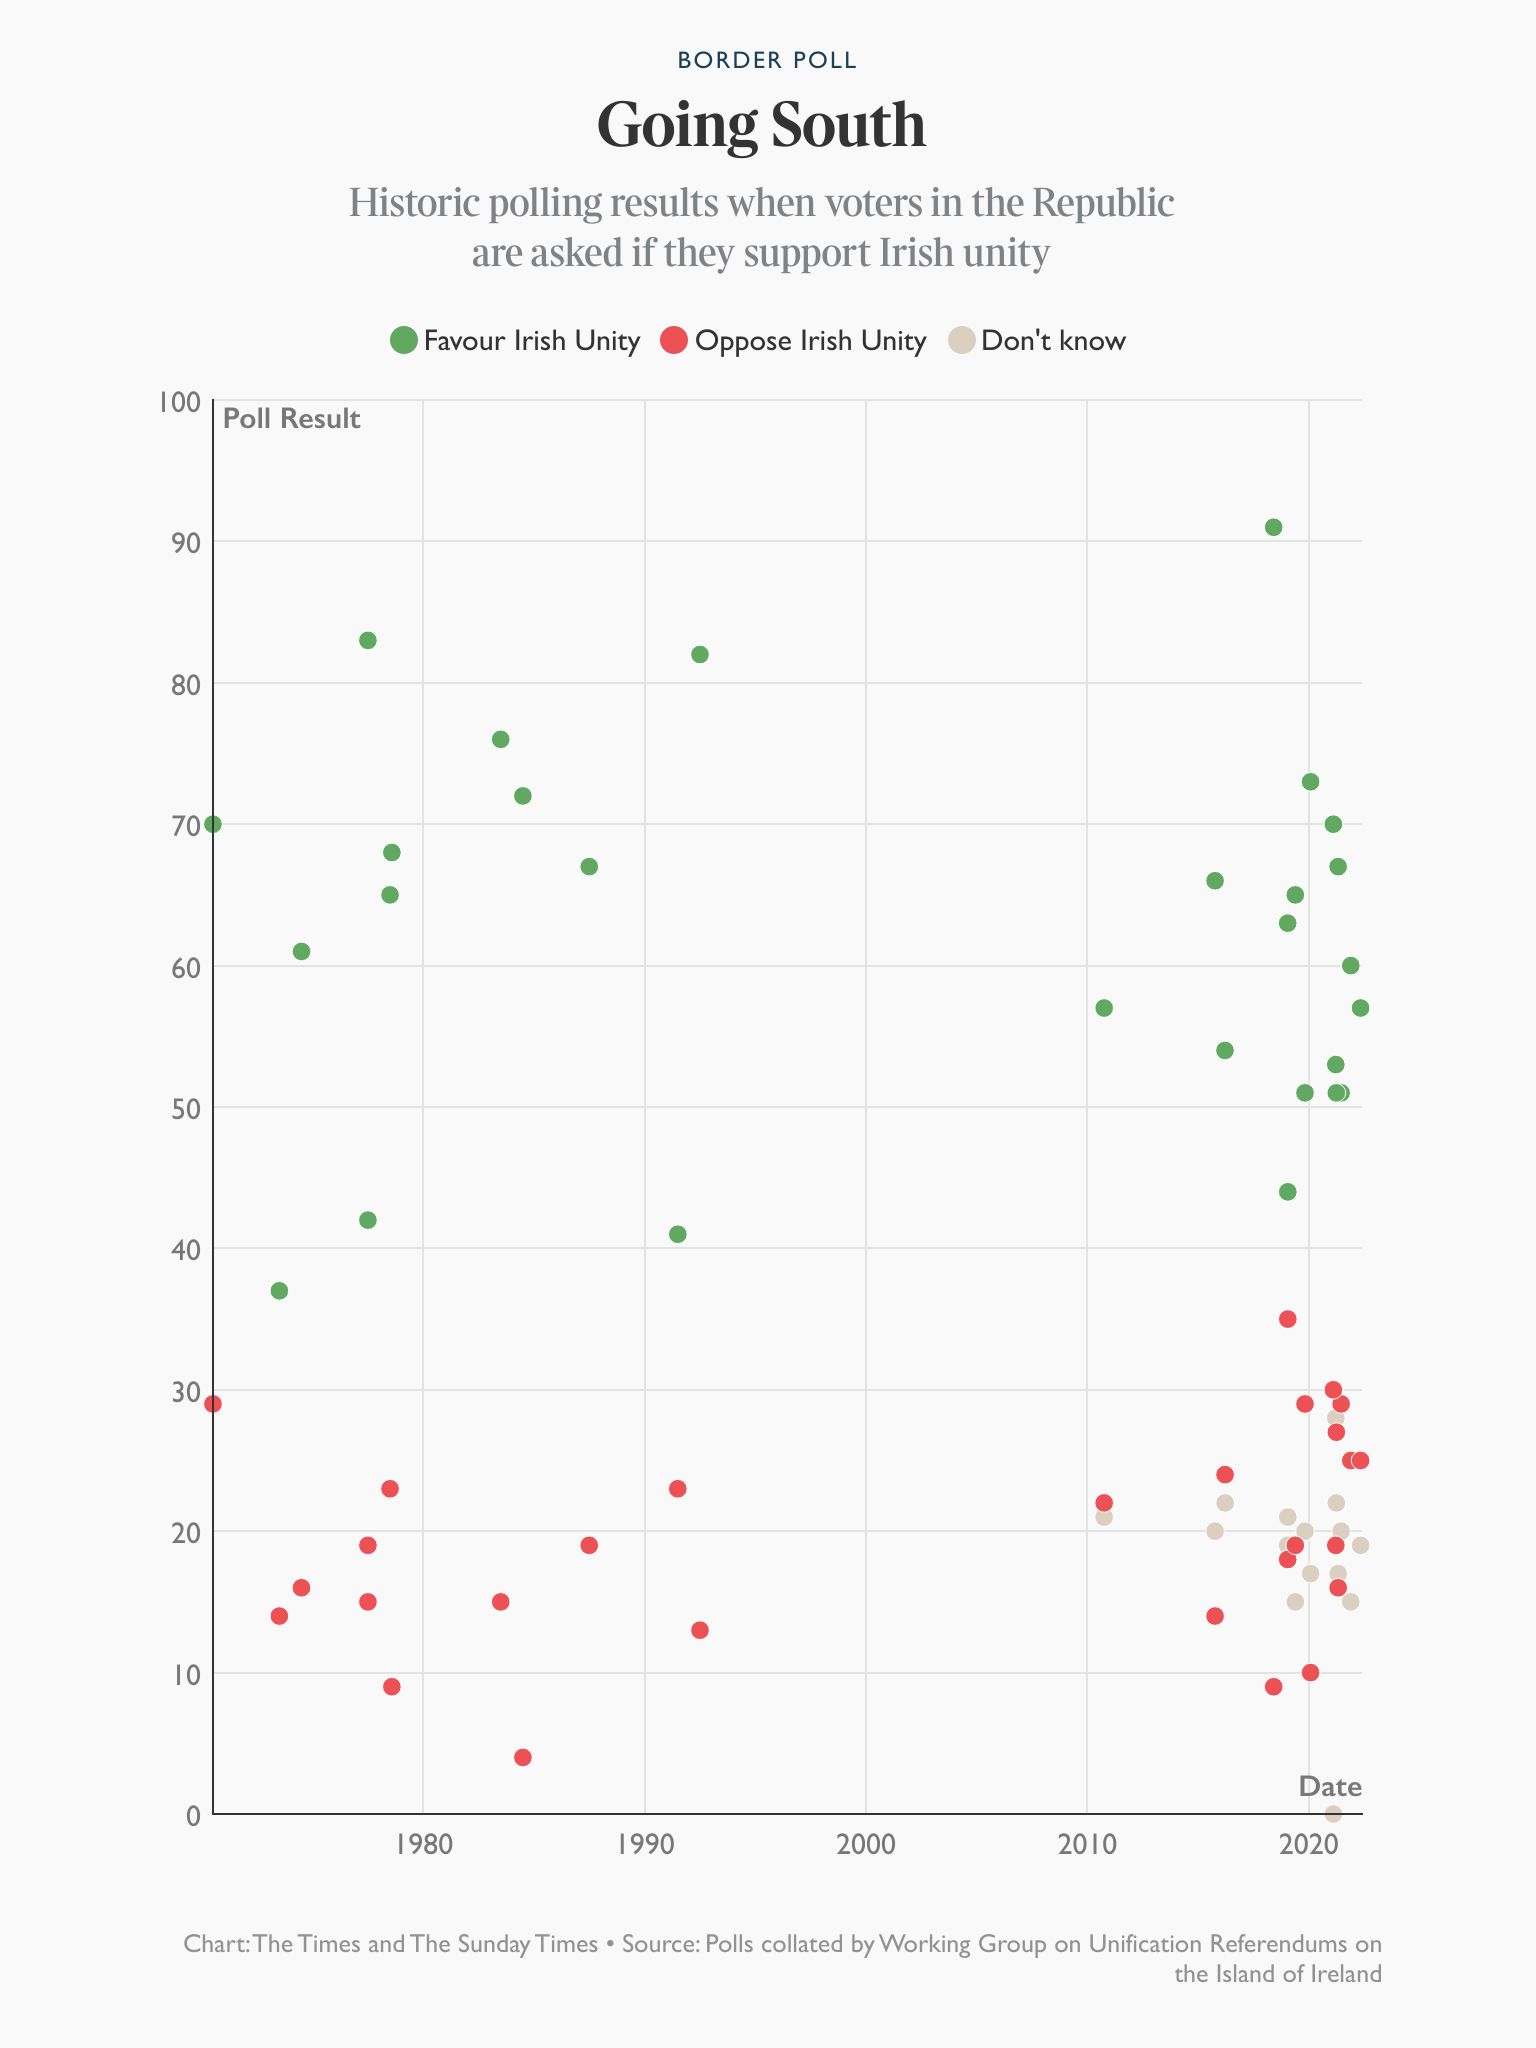 BORDER POLL
Going South
Historic polling results when voters in the Republic
are asked if they support Irish unity
Favour Irish Unity Oppose Irish Unity Don't know
100
Poll Result
90
80
70
60
50
40
30
20
10
Date
0
1980 1990 2000 2010 2020
Chart: The Times and The Sunday Times • Source: Polls collated by Working Group on Unification Referendums on
the Island of Ireland